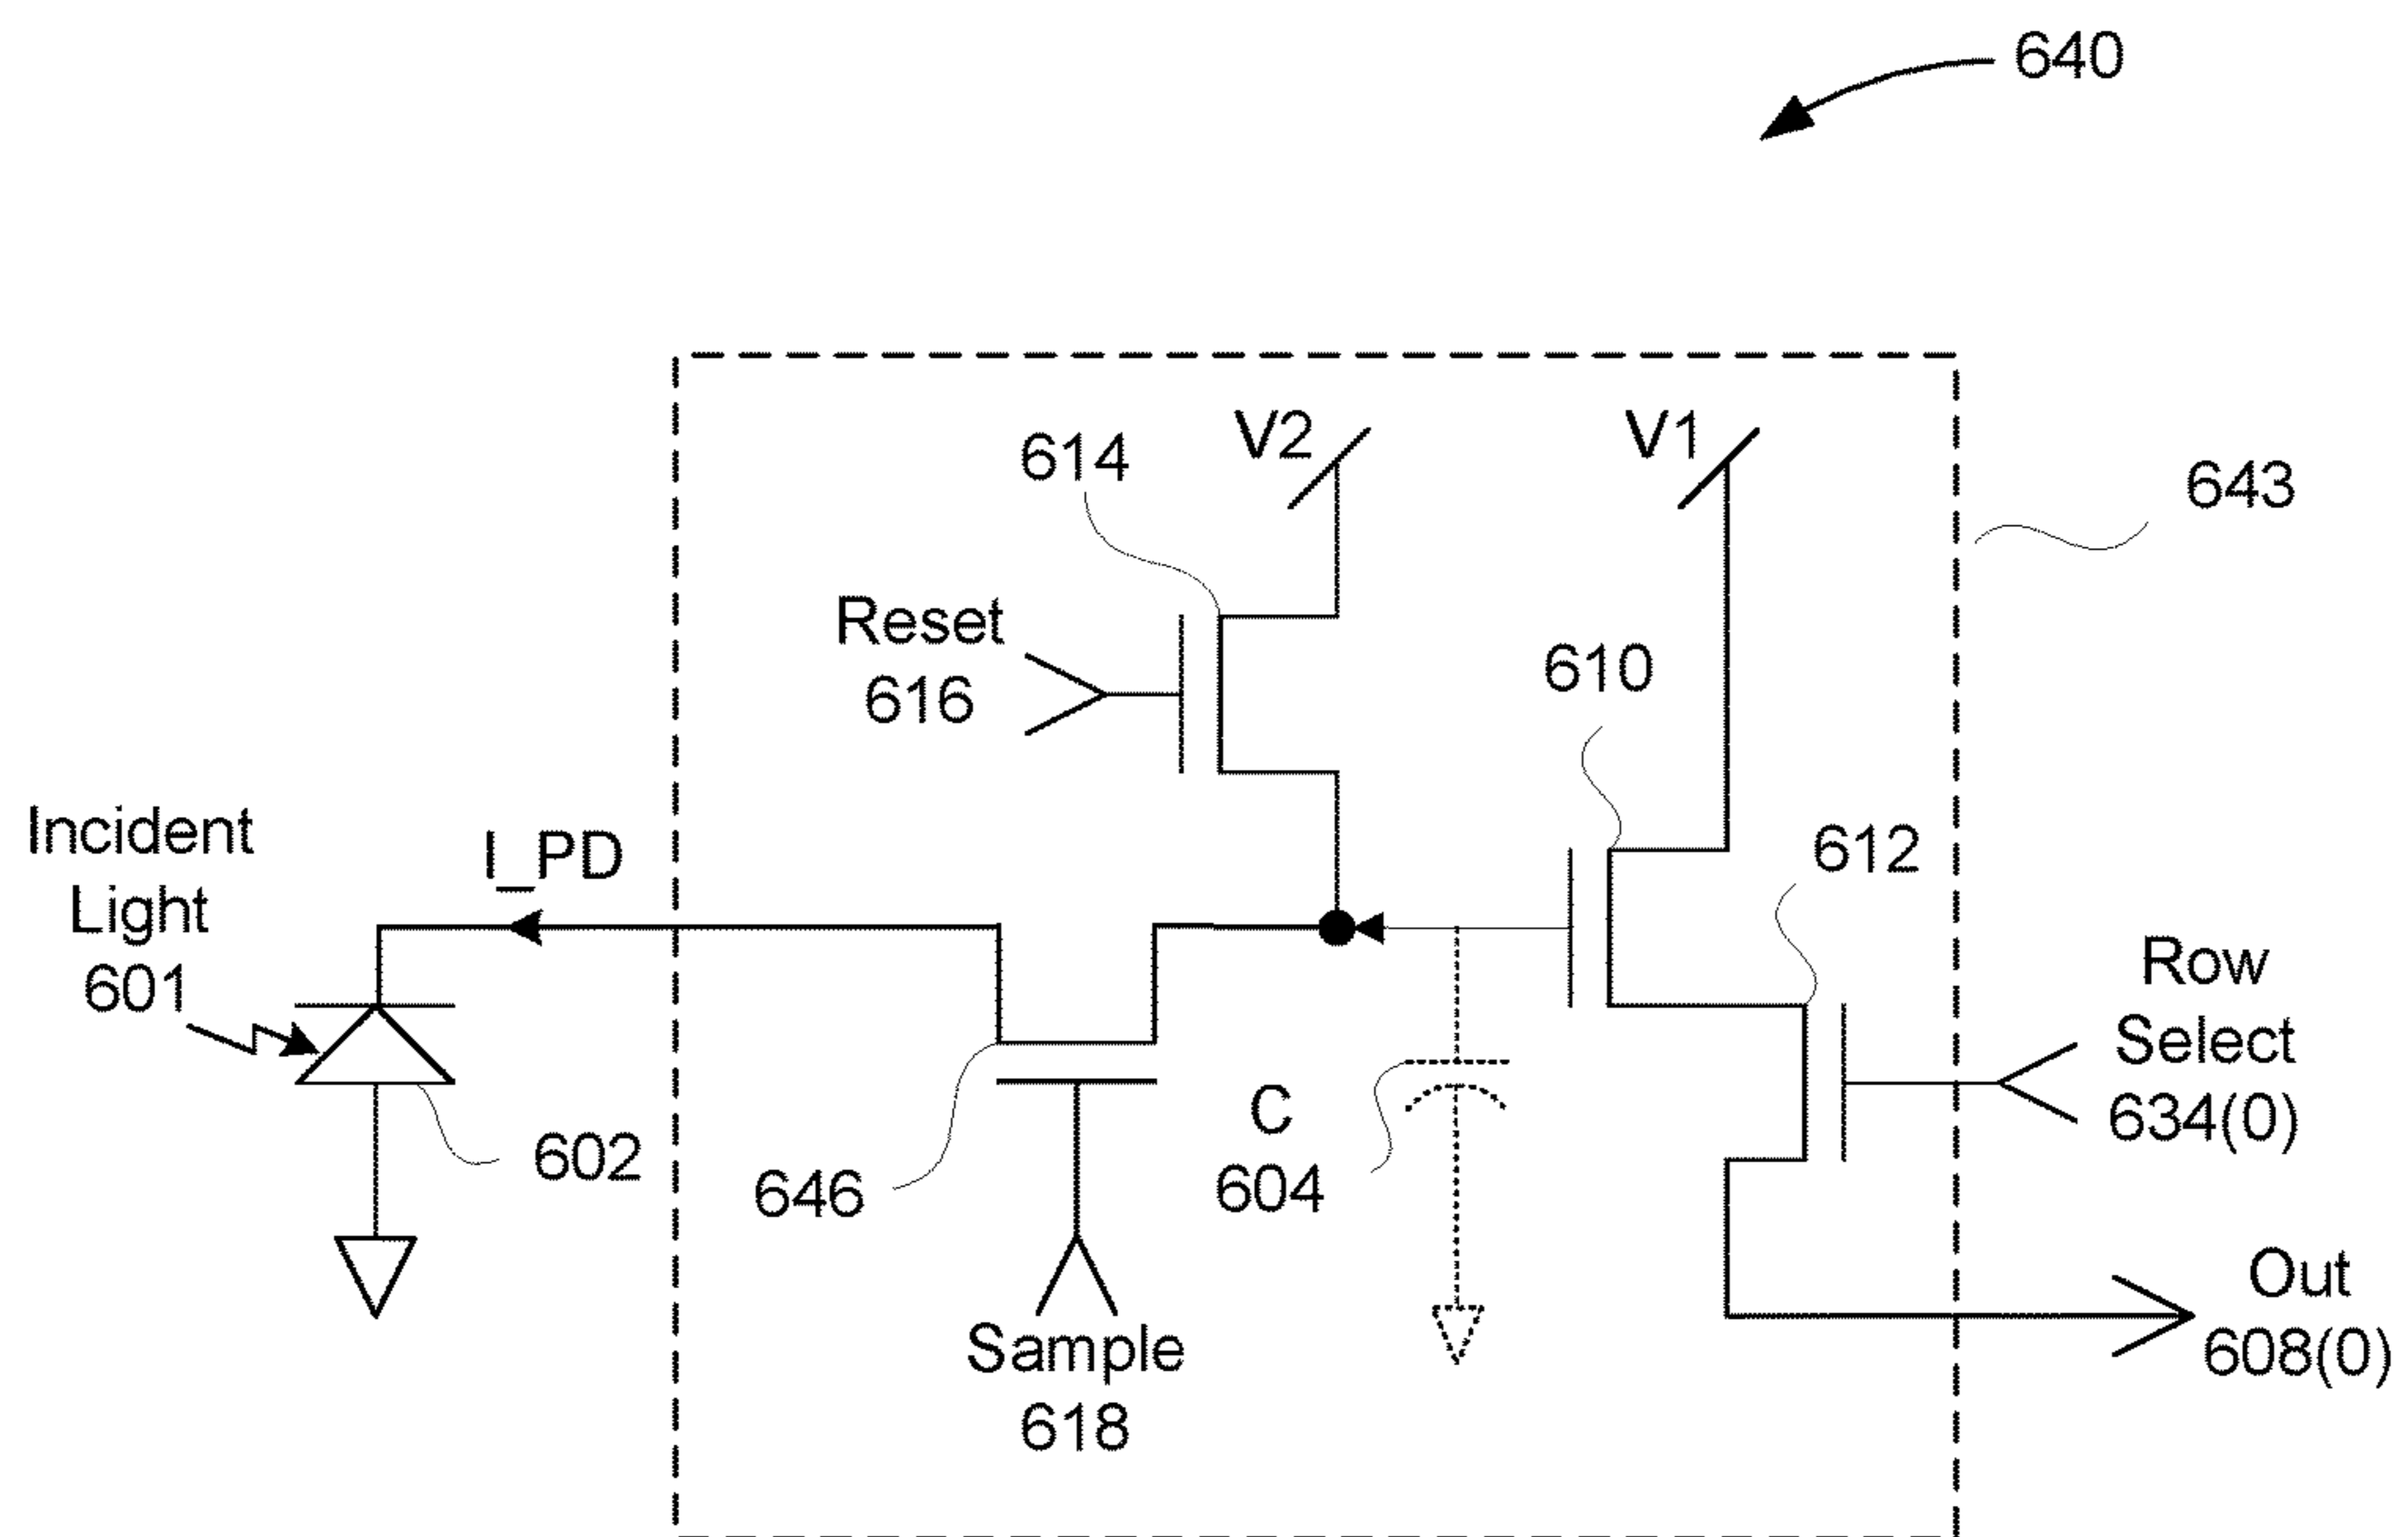 640
V2
V1
614
643
Reset
616
610
Incident
Light
601
I_PD
612
Row
Select
634(0)
602
646
C
604
Sample
618
Out
608(0)